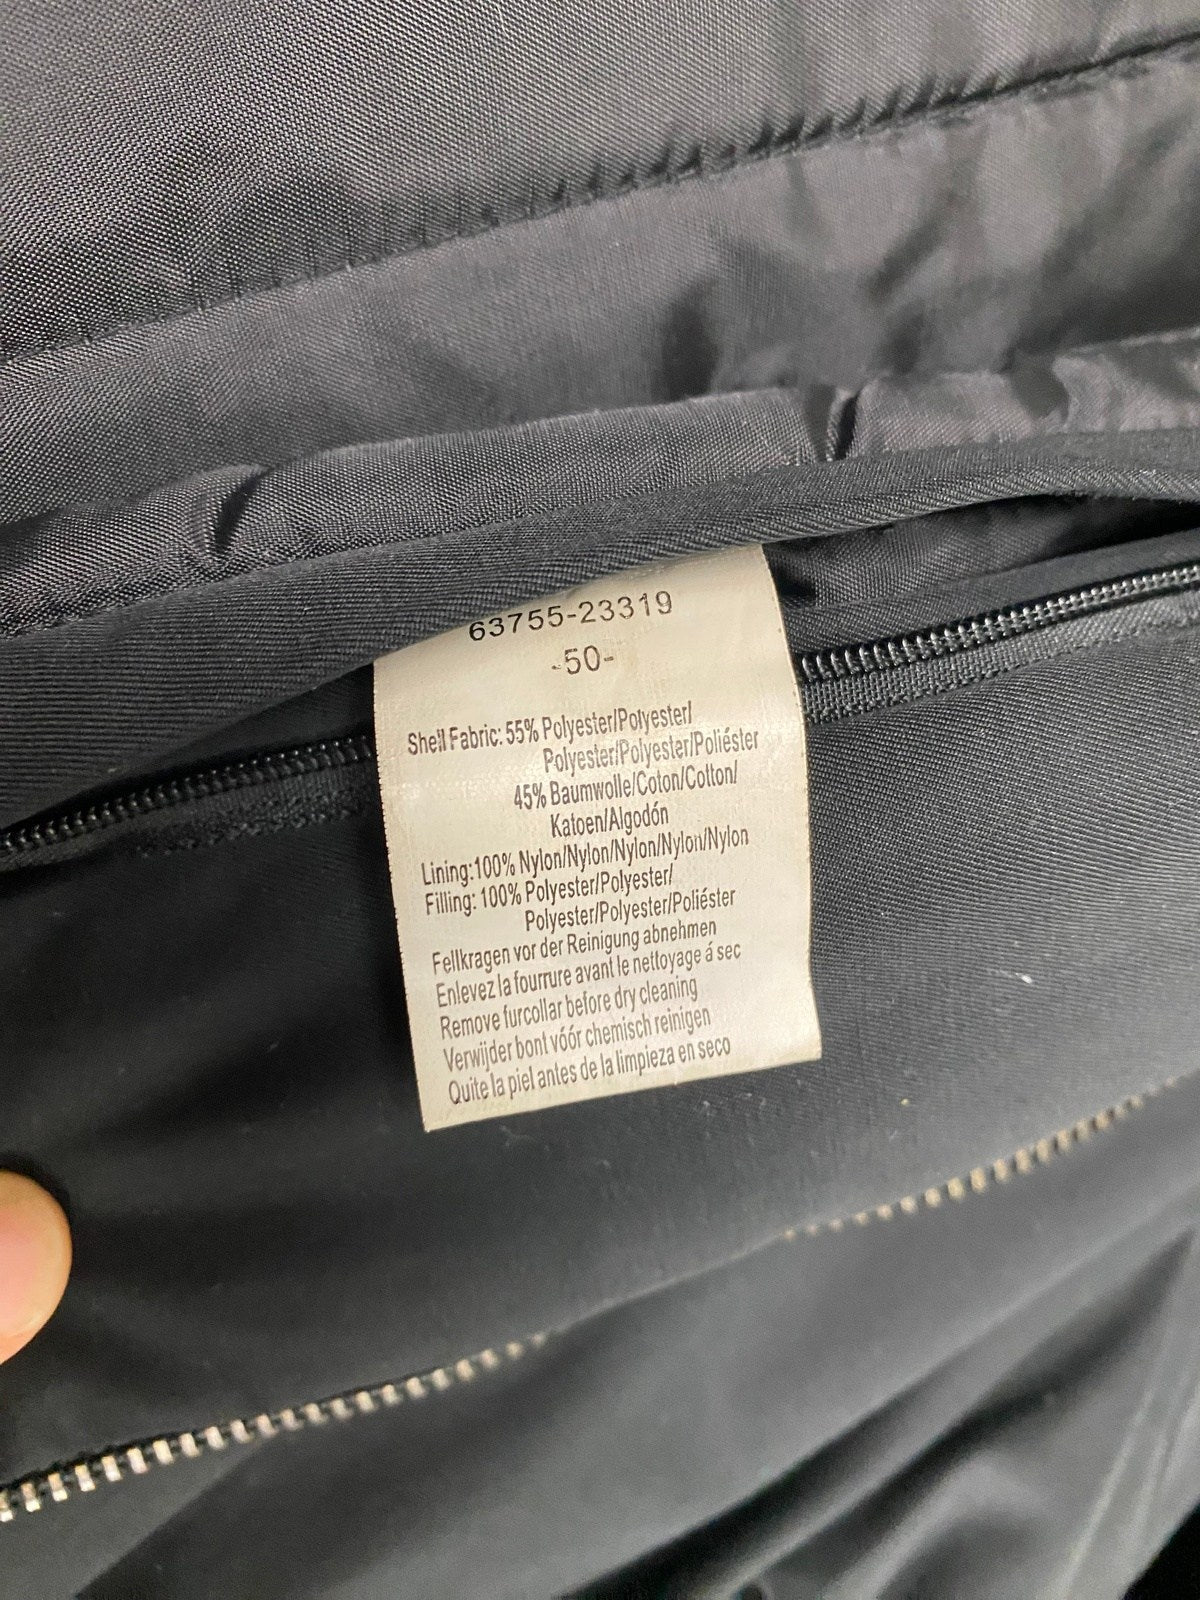 63755-23319
-50-
Shell Fabric: 55% Polyester/Polyester/
Polyester/Polyester/Poliéster
45% Baumwolle/Coton/Cotton/
Katoen/Algodón
Lining:100% Nylon/Nylon/Nylon/Nylon/Nylon
Filling: 100% Polyester/Polyester/
Polyester/Polyester/Poliéster
Fellkragen vor der Reinigung abnehmen
Enlevez la fourrure avant le nettoyage á sec
Remove furcollar before dry cleaning
Verwijder bont vóór chemisch reinigen
Quite la piel antes de la limpieza en seco